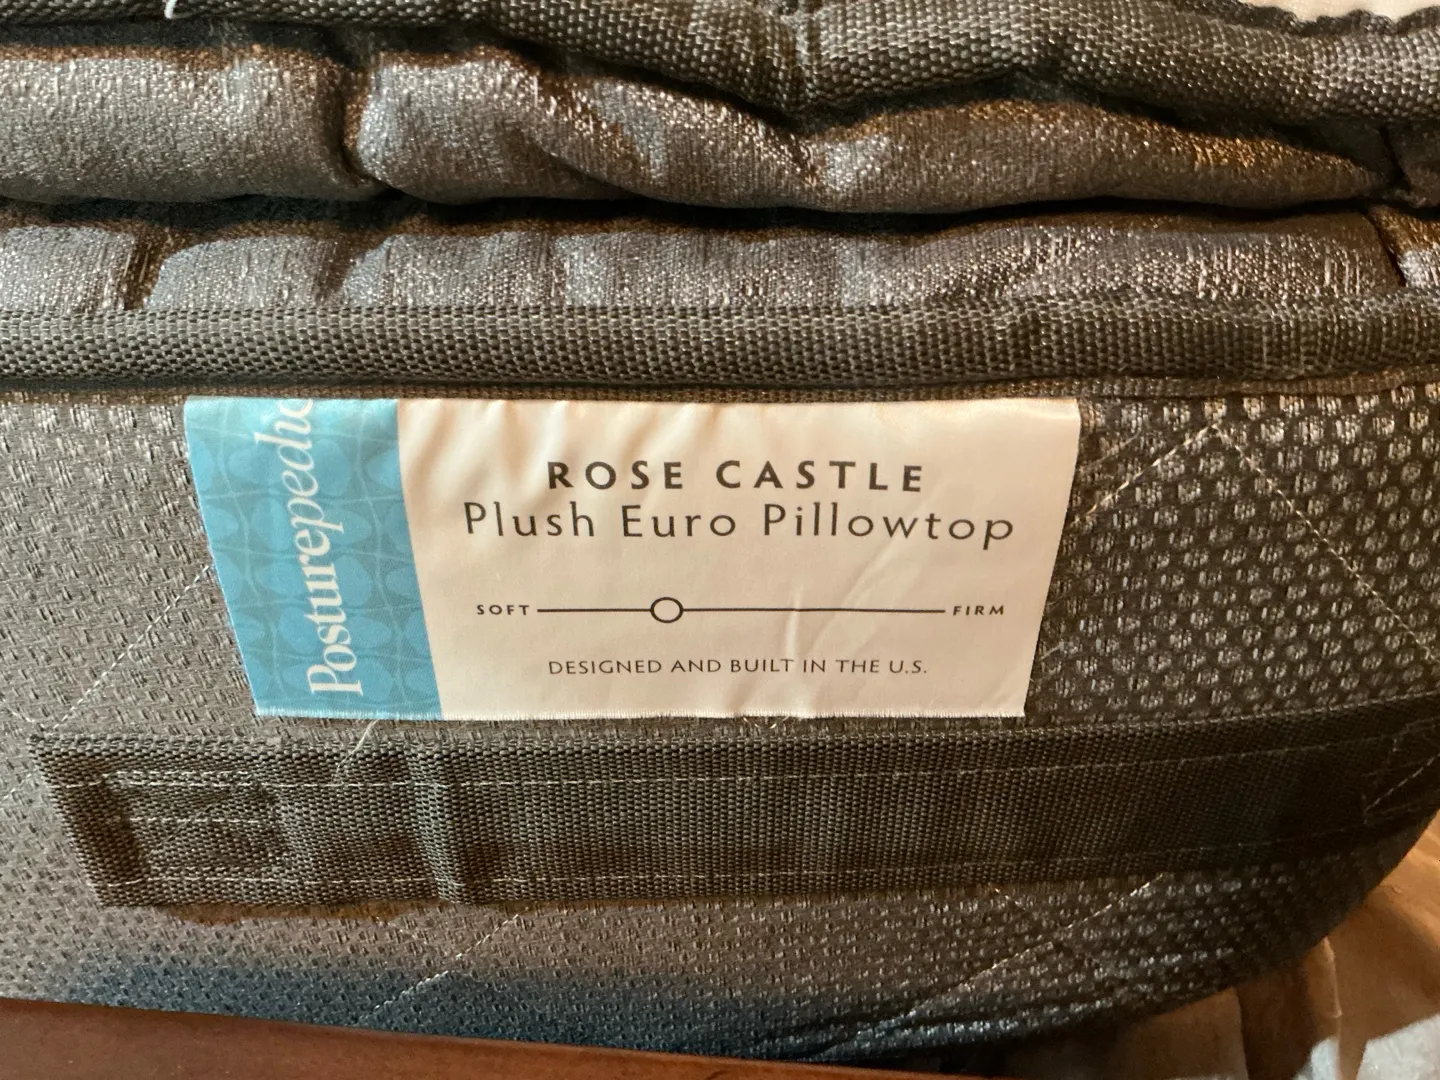 Posturepedic
ROSE CASTLE
Plush Euro Pillowtop
SOFT FIRM
DESIGNED AND BUILT IN THE U.S.